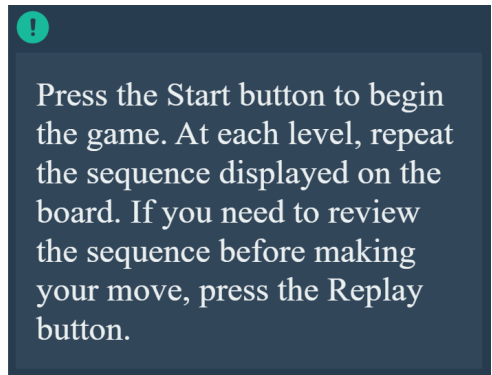 Press the Start button to begin
the game. At each level, repeat
the sequence displayed on the
board. If you need to review
the sequence before making
your move, press the Replay
button.